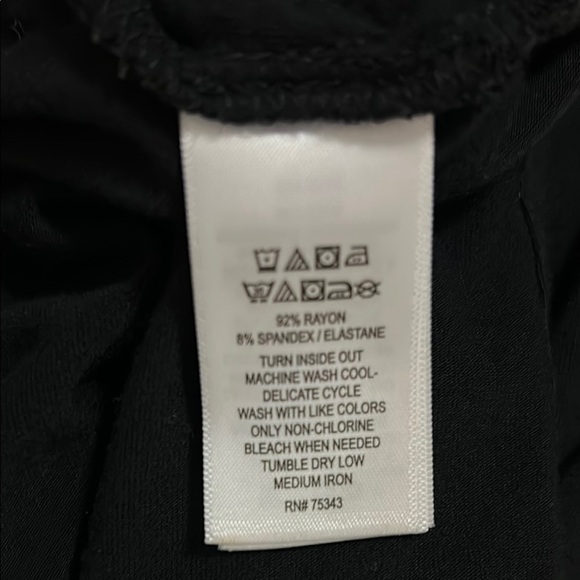 92% RAYON
8% SPANDEX / ELASTANE
TURN INSIDE OUT
MACHINE WASH COOL-
DELICATE CYCLE
WASH WITH LIKE COLORS
ONLY NON-CHLORINE
BLEACH WHEN NEEDED
TUMBLE DRY LOW
MEDIUM IRON
RN# 75343